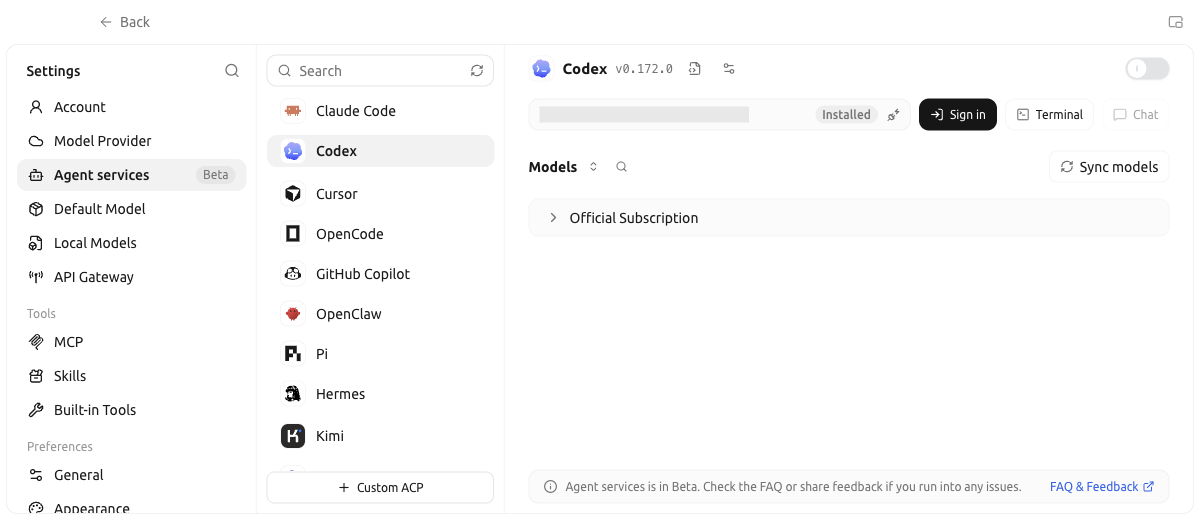 Back
Settings
Account
Model Provider
Agent services Beta
Default Model
Local Models
API Gateway
Tools
MCP
Skills
Built-in Tools
Preferences
General
Appearance
Search
Claude Code
Codex
Cursor
OpenCode
GitHub Copilot
OpenClaw
Pi
Hermes
Kimi
Custom ACP
Codex v0.172.0
Installed Sign in Terminal Chat
Models Sync models
Official Subscription
Agent services is in Beta. Check the FAQ or share feedback if you run into any issues. FAQ & Feedback